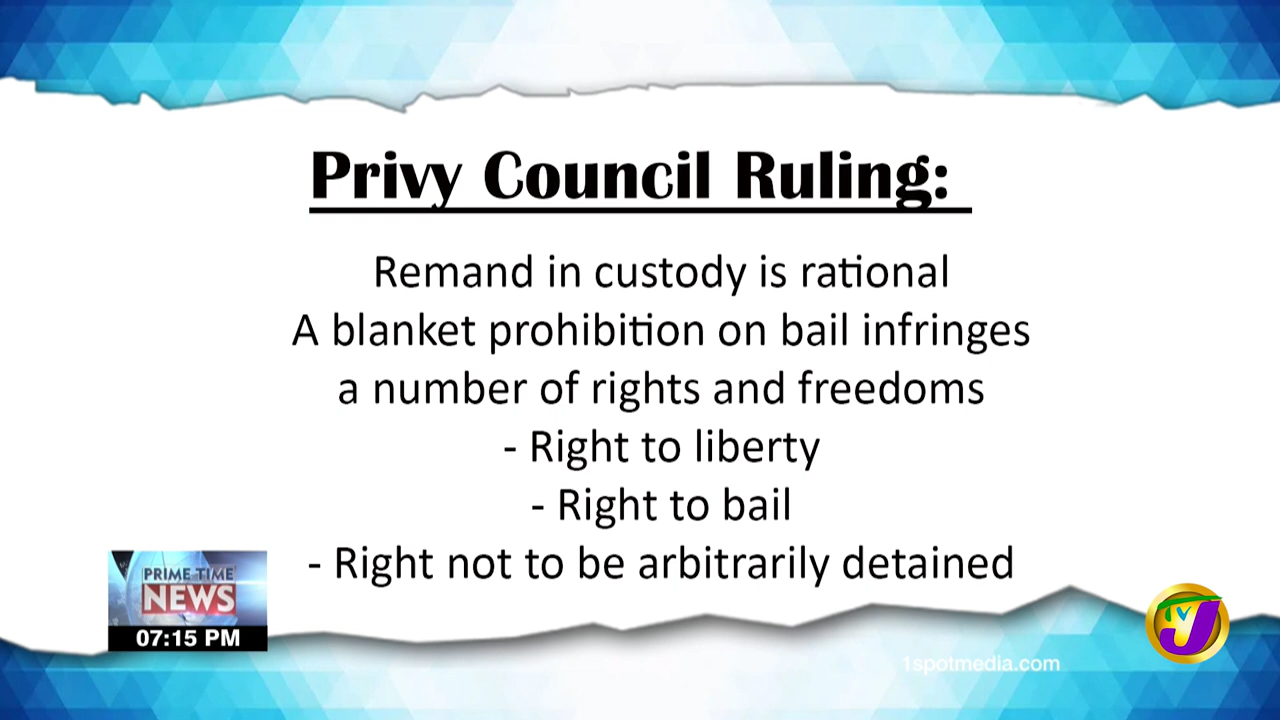 Privy Council Ruling:
Remand in custody is rational
A blanket prohibition on bail infringes
a number of rights and freedoms
- Right to liberty
- Right to bail
- Right not to be arbitrarily detained
PRIME TIME
NEWS
07:15 PM
TVJ
1spotmedia.com